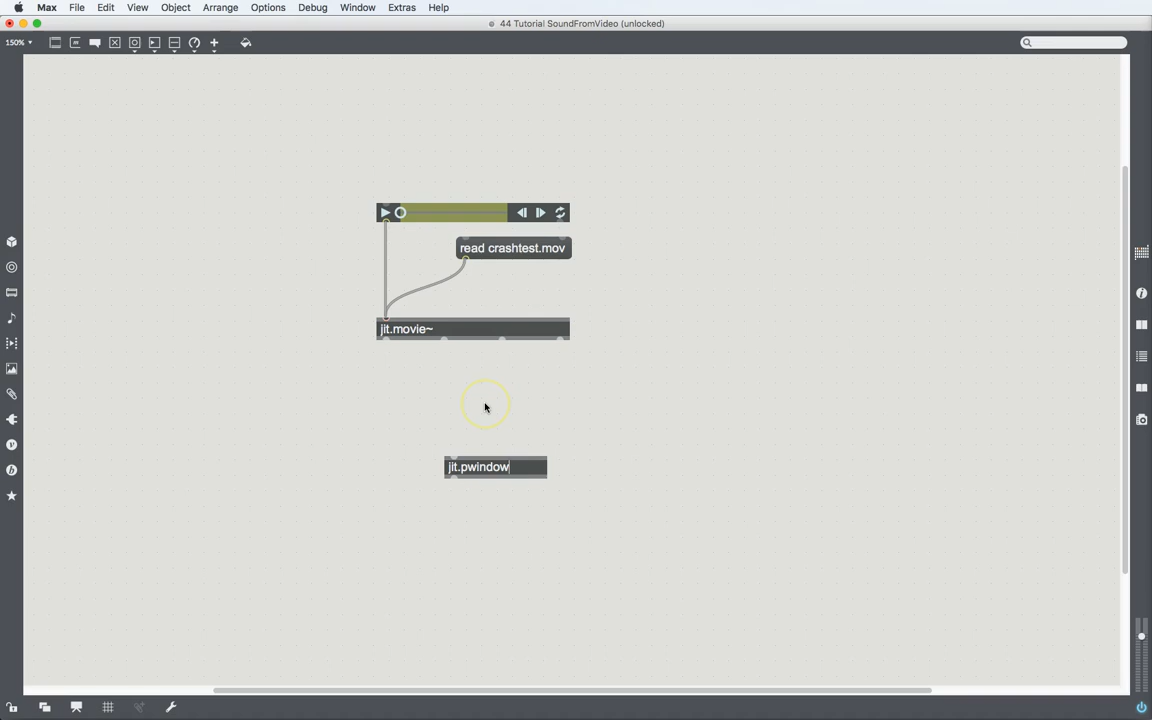 Max File Edit View Object Arrange Options Debug Window Extras Help
44 Tutorial SoundFromVideo (unlocked)
150%
read crashtest.mov
jit.movie~
jit.pwindow